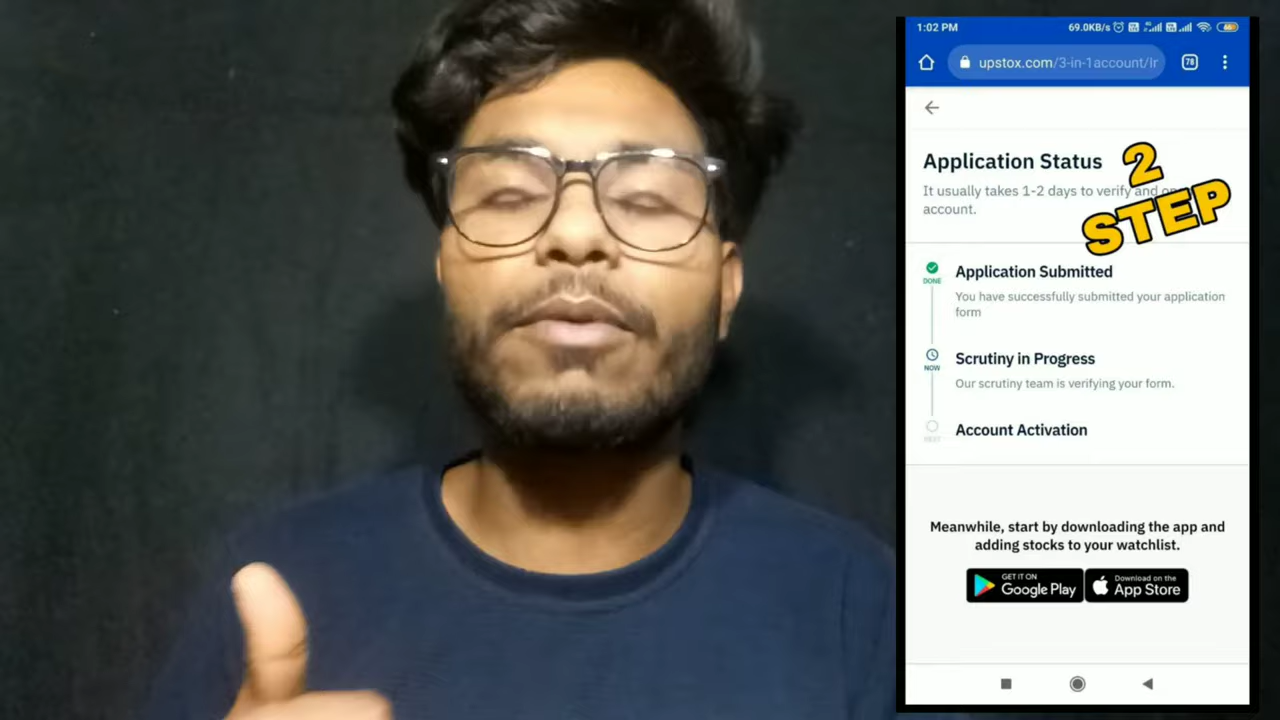 1:02 PM
69.0KB/s
upstox.com/3-in-1account/Ir
78
Application Status
It usually takes 1-2 days to verify and
account.
2
STEP
DONE
Application Submitted
You have successfully submitted your application
form
NOW
Scrutiny in Progress
Our scrutiny team is verifying your form.
NEXT
Account Activation
Meanwhile, start by downloading the app and
adding stocks to your watchlist.
GET IT ON
Google Play
Download on the
App Store